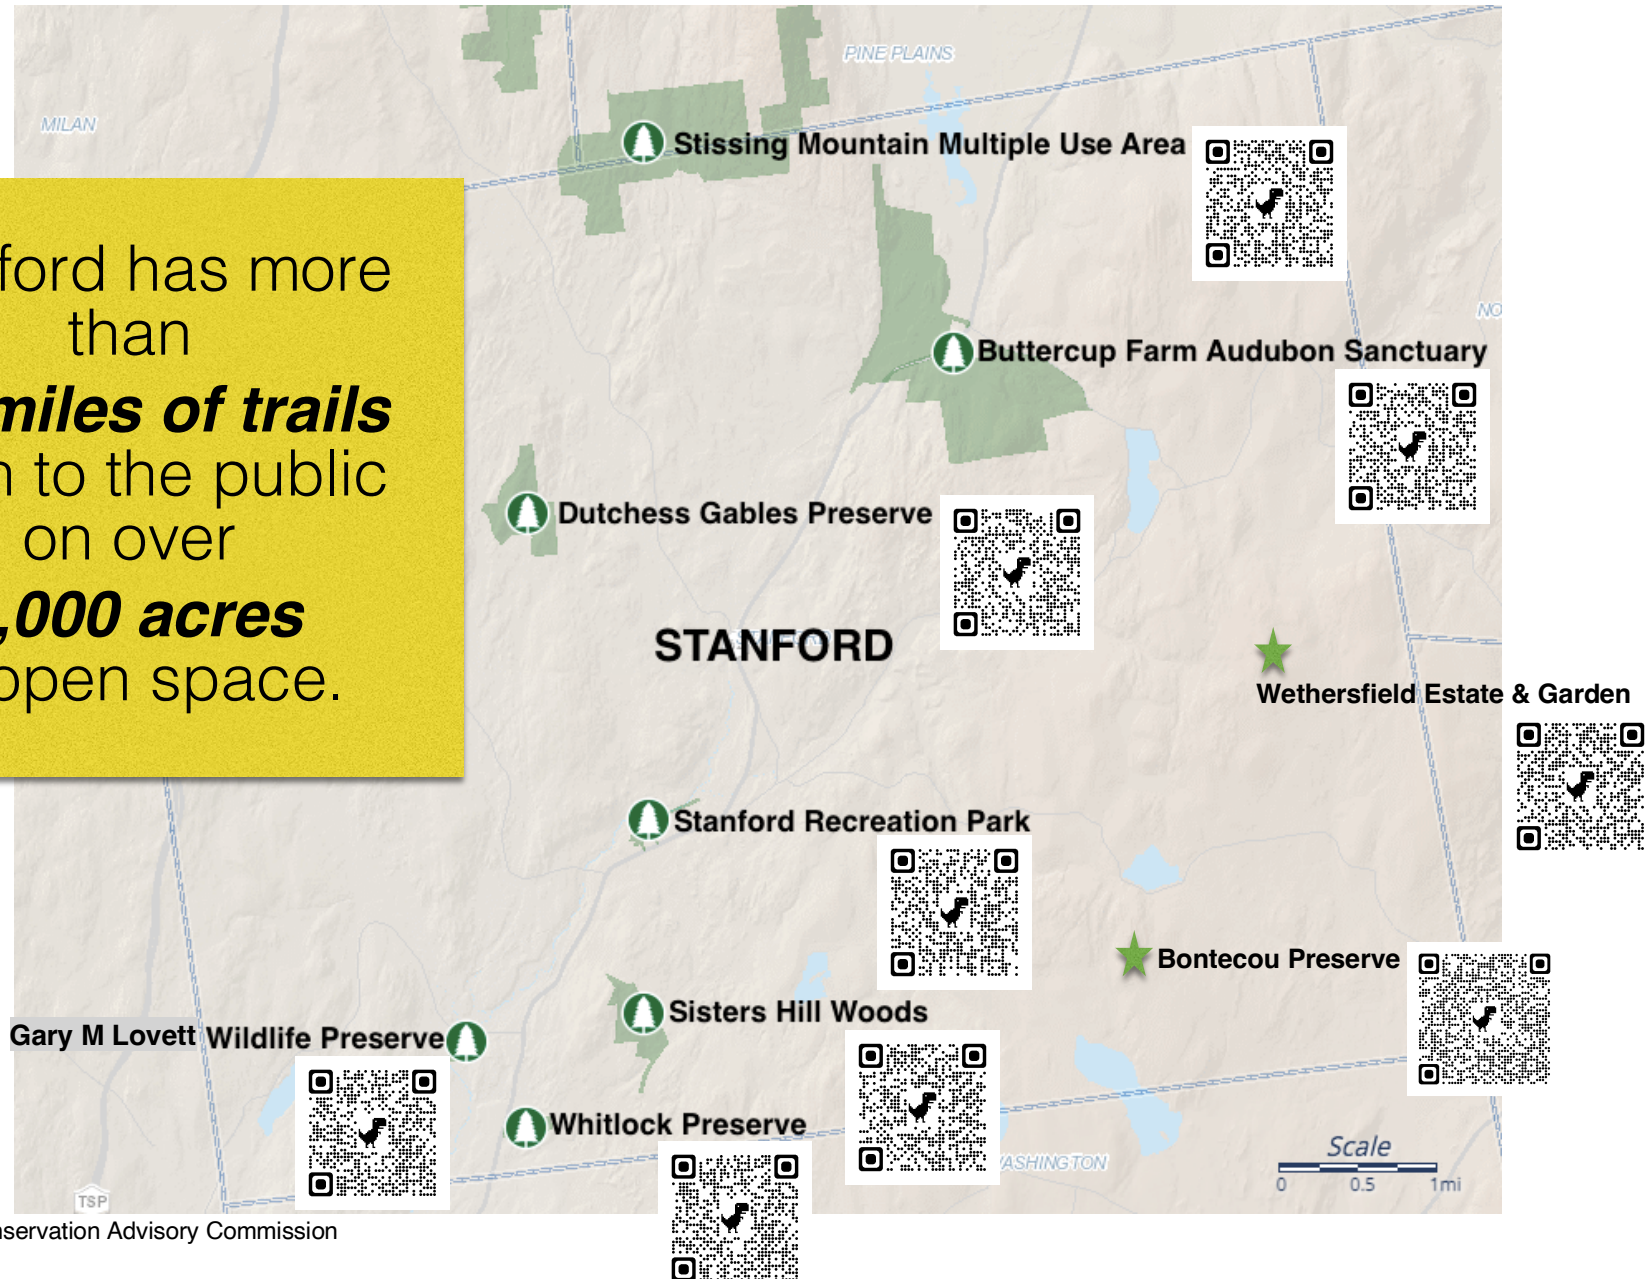 PINE PLAINS
MILAN
Stissing Mountain Multiple Use Area
ford has more
than
miles of trails
to the public
on over
,000 acres
open space.
NO
Buttercup Farm Audubon Sanctuary
Dutchess Gables Preserve
STANFORD
Wethersfield Estate & Garden
Stanford Recreation Park
Bontecou Preserve
Sisters Hill Woods
Gary M Lovett Wildlife Preserve
Whitlock Preserve
ASHINGTON
Scale
0 0.5 1mi
TSP
servation Advisory Commission